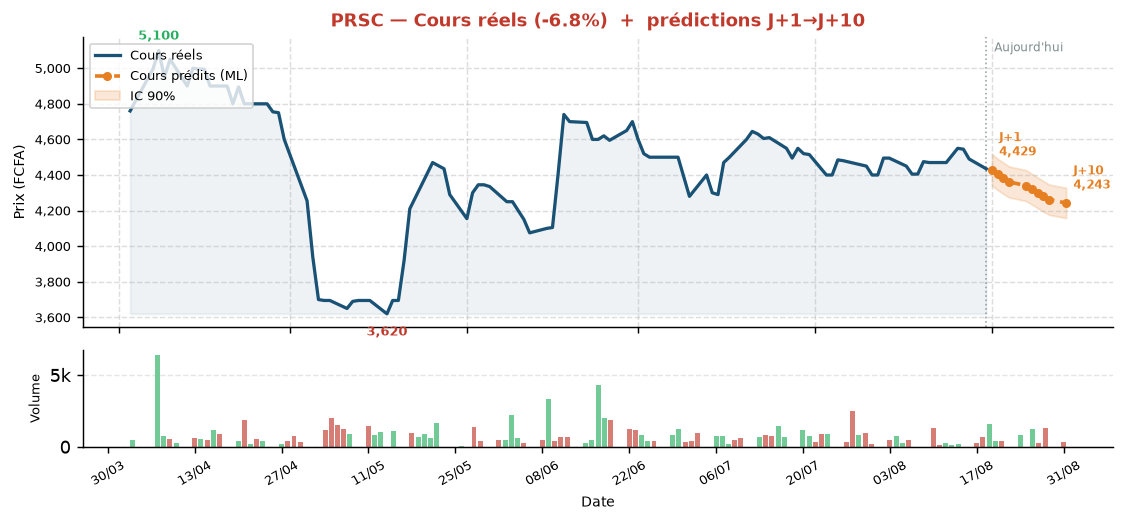 PRSC — Cours réels (-6.8%)  +  prédictions J+1→J+10
5,100
Cours réels
Cours prédits (ML)
IC 90%
Aujourd'hui
J+1
4,429
J+10
4,243
3,620
Prix (FCFA)
5,000
4,800
4,600
4,400
4,200
4,000
3,800
3,600
Volume
5k
0
30/03
13/04
27/04
11/05
25/05
08/06
22/06
06/07
20/07
03/08
17/08
31/08
Date